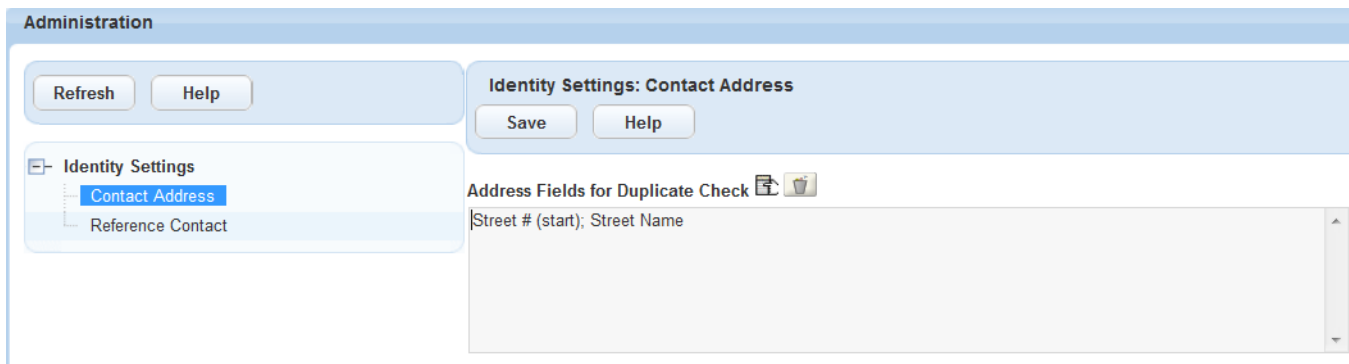 Administration
Refresh Help
Identity Settings
Contact Address
Reference Contact
Identity Settings: Contact Address
Save Help
Address Fields for Duplicate Check
Street # (start); Street Name